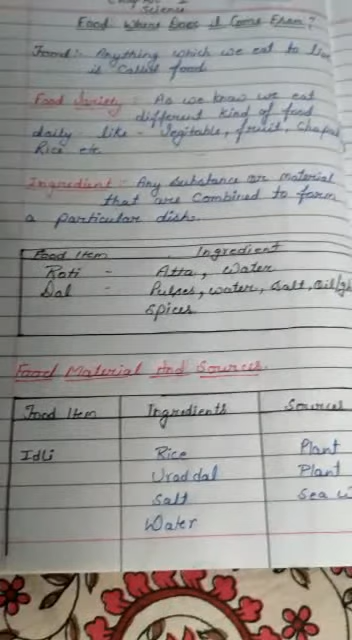 Science
Food Where Does it Come From?
Food:- Anything which we eat to live
is Called food.
Food Variety:- As we know we eat
different kind of food
daily like - Vegitable, fruit, Chapati
Rice etc
Ingredient:- Any substance or material
that are combined to form
a particular dish.
Food Item Ingredient
Roti - Atta, Water
Dal - Pulses, water, Salt, oil/gh
spices
Food Material And Sources.
Food Item Ingredients Sources
Idli Rice Plant
Urad dal Plant
Salt Sea
Water